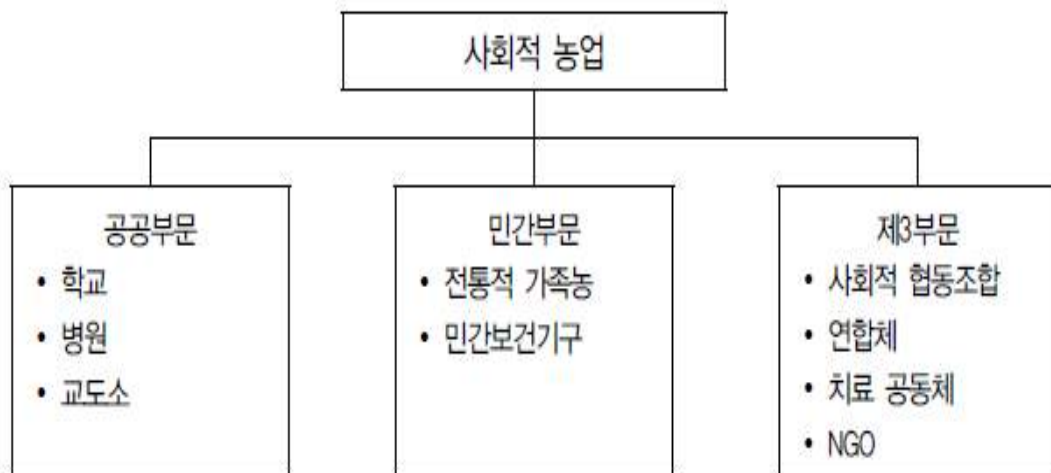 사회적 농업
공공부문
• 학교
• 병원
• 교도소
민간부문
• 전통적 가족농
• 민간보건기구
제3부문
• 사회적 협동조합
• 연합체
• 치료 공동체
• NGO